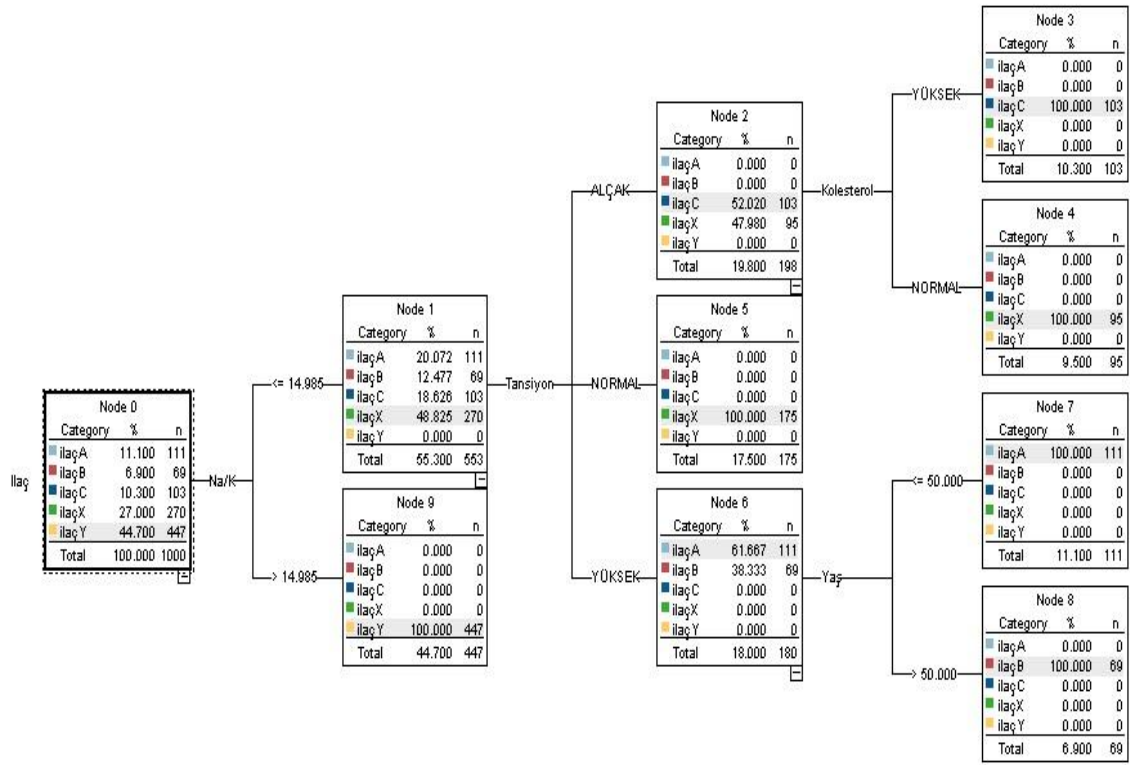 İlaç
Node 0
Category % n
ilaçA 11.100 111
ilaçB 6.900 69
ilaçC 10.300 103
ilaçX 27.000 270
ilaçY 44.700 447
Total 100.000 1000
Na/K
<= 14.985
> 14.985
Node 1
Category % n
ilaçA 20.072 111
ilaçB 12.477 69
ilaçC 18.626 103
ilaçX 48.825 270
ilaçY 0.000 0
Total 55.300 553
Node 9
Category % n
ilaçA 0.000 0
ilaçB 0.000 0
ilaçC 0.000 0
ilaçX 0.000 0
ilaçY 100.000 447
Total 44.700 447
Tansiyon
ALÇAK
NORMAL
YÜKSEK
Node 2
Category % n
ilaçA 0.000 0
ilaçB 0.000 0
ilaçC 52.020 103
ilaçX 47.980 95
ilaçY 0.000 0
Total 19.800 198
Node 5
Category % n
ilaçA 0.000 0
ilaçB 0.000 0
ilaçC 0.000 0
ilaçX 100.000 175
ilaçY 0.000 0
Total 17.500 175
Node 6
Category % n
ilaçA 61.667 111
ilaçB 38.333 69
ilaçC 0.000 0
ilaçX 0.000 0
ilaçY 0.000 0
Total 18.000 180
Kolesterol
YÜKSEK
NORMAL
Node 3
Category % n
ilaçA 0.000 0
ilaçB 0.000 0
ilaçC 100.000 103
ilaçX 0.000 0
ilaçY 0.000 0
Total 10.300 103
Node 4
Category % n
ilaçA 0.000 0
ilaçB 0.000 0
ilaçC 0.000 0
ilaçX 100.000 95
ilaçY 0.000 0
Total 9.500 95
Yaş
<= 50.000
> 50.000
Node 7
Category % n
ilaçA 100.000 111
ilaçB 0.000 0
ilaçC 0.000 0
ilaçX 0.000 0
ilaçY 0.000 0
Total 11.100 111
Node 8
Category % n
ilaçA 0.000 0
ilaçB 100.000 69
ilaçC 0.000 0
ilaçX 0.000 0
ilaçY 0.000 0
Total 6.900 69